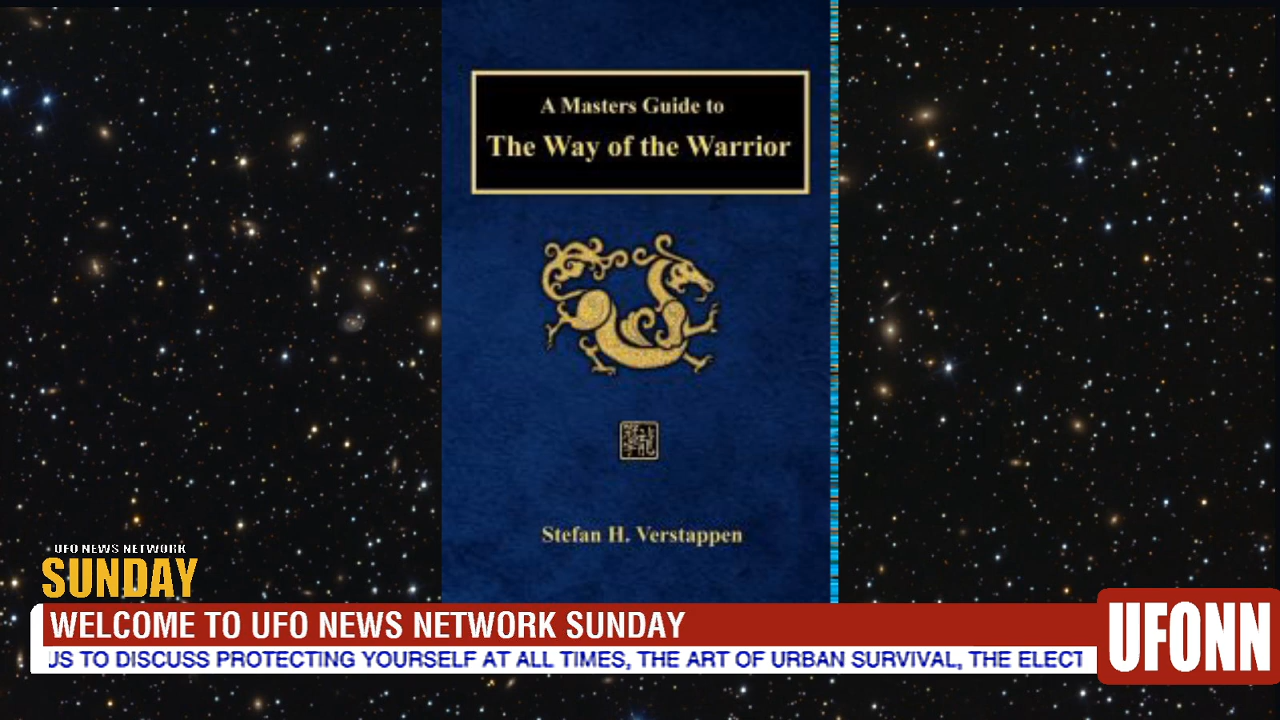 A Masters Guide to
The Way of the Warrior
Stefan H. Verstappen
UFO NEWS NETWORK
SUNDAY
WELCOME TO UFO NEWS NETWORK SUNDAY
US TO DISCUSS PROTECTING YOURSELF AT ALL TIMES, THE ART OF URBAN SURVIVAL, THE ELECT
UFONN